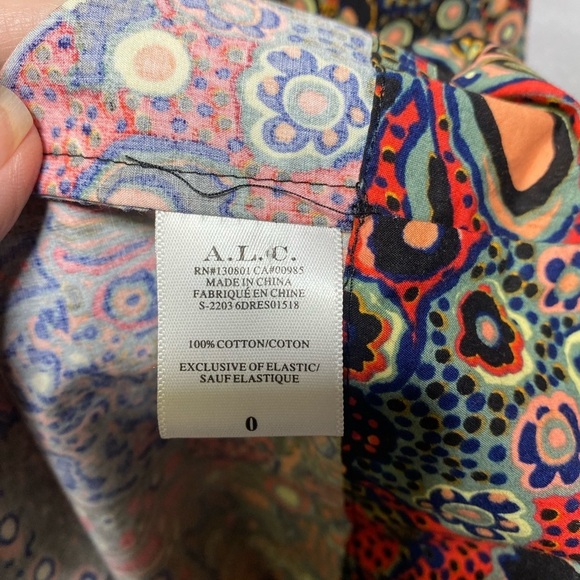 A.L.C.
RN#130801 CA#00985
MADE IN CHINA
FABRIQUÉ EN CHINE
S-2203 6DRES01518
100% COTTON/COTON
EXCLUSIVE OF ELASTIC/
SAUF ELASTIQUE
0